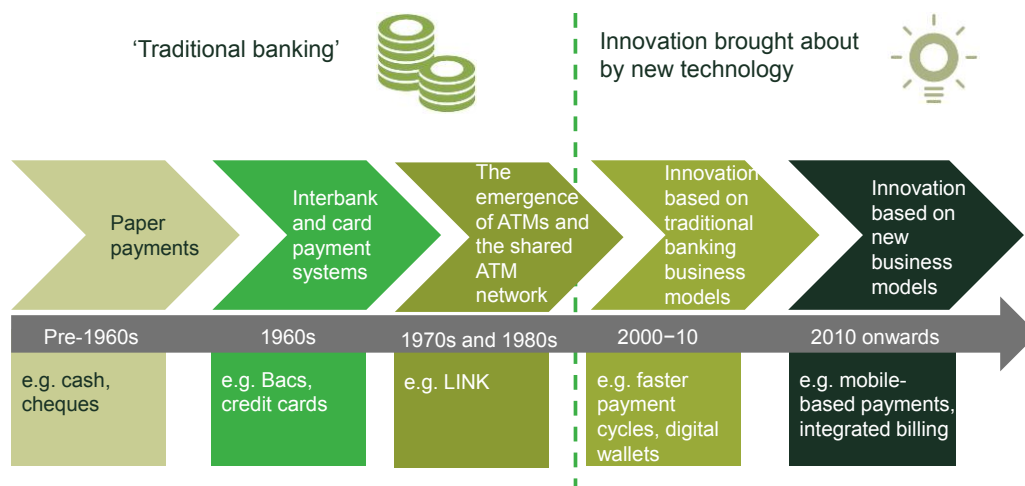 ‘Traditional banking’
Innovation brought about
by new technology
Paper
payments
Interbank
and card
payment
systems
The
emergence
of ATMs and
the shared
ATM
network
Innovation
based on
traditional
banking
business
models
Innovation
based on
new
business
models
Pre-1960s
1960s
1970s and 1980s
2000−10
2010 onwards
e.g. cash,
cheques
e.g. Bacs,
credit cards
e.g. LINK
e.g. faster
payment
cycles, digital
wallets
e.g. mobile-
based payments,
integrated billing